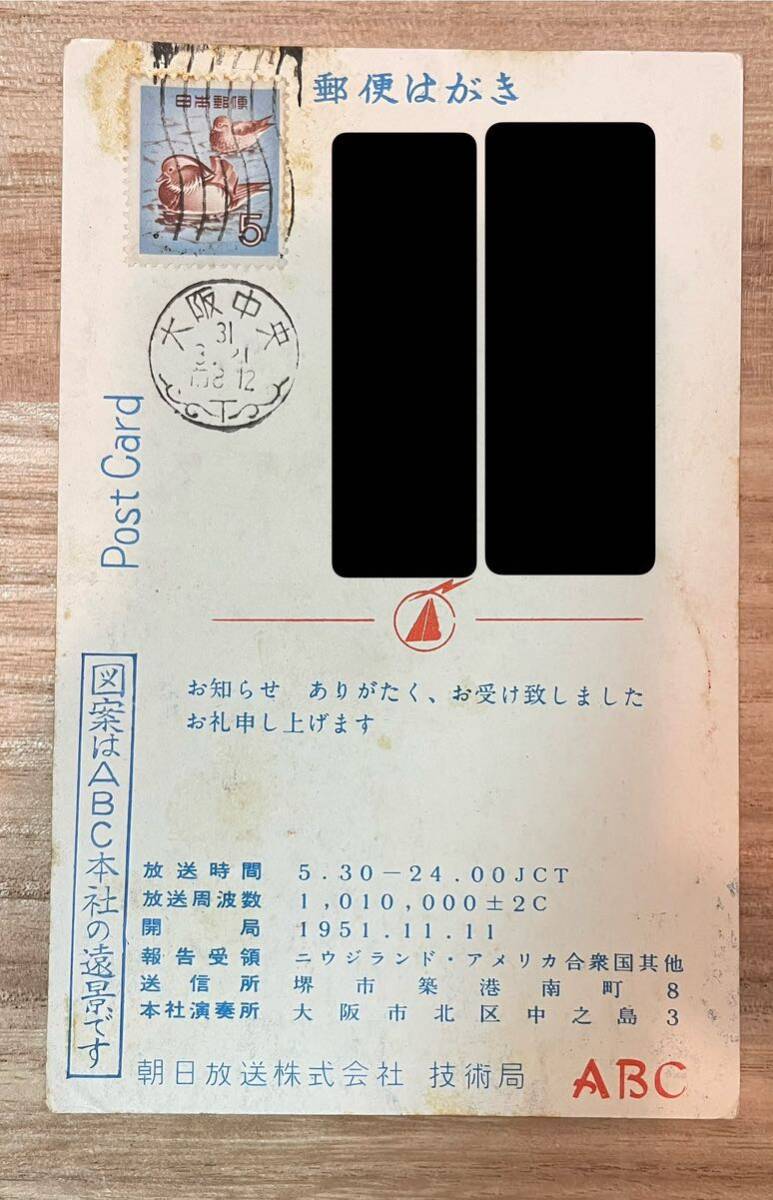 郵便はがき
日本郵便
5
大阪中央
31
下
Post Card
お知らせ ありがたく、お受け致しました
お礼申し上げます
図案はABC本社の遠景です
放送時間 5.30−24.00JCT
放送周波数 1,010,000±2C
開局 1951.11.11
報告受領 ニウジランド・アメリカ合衆国其他
送信所 堺市築港南町8
本社演奏所 大阪市北区中之島3
朝日放送株式会社 技術局 ABC